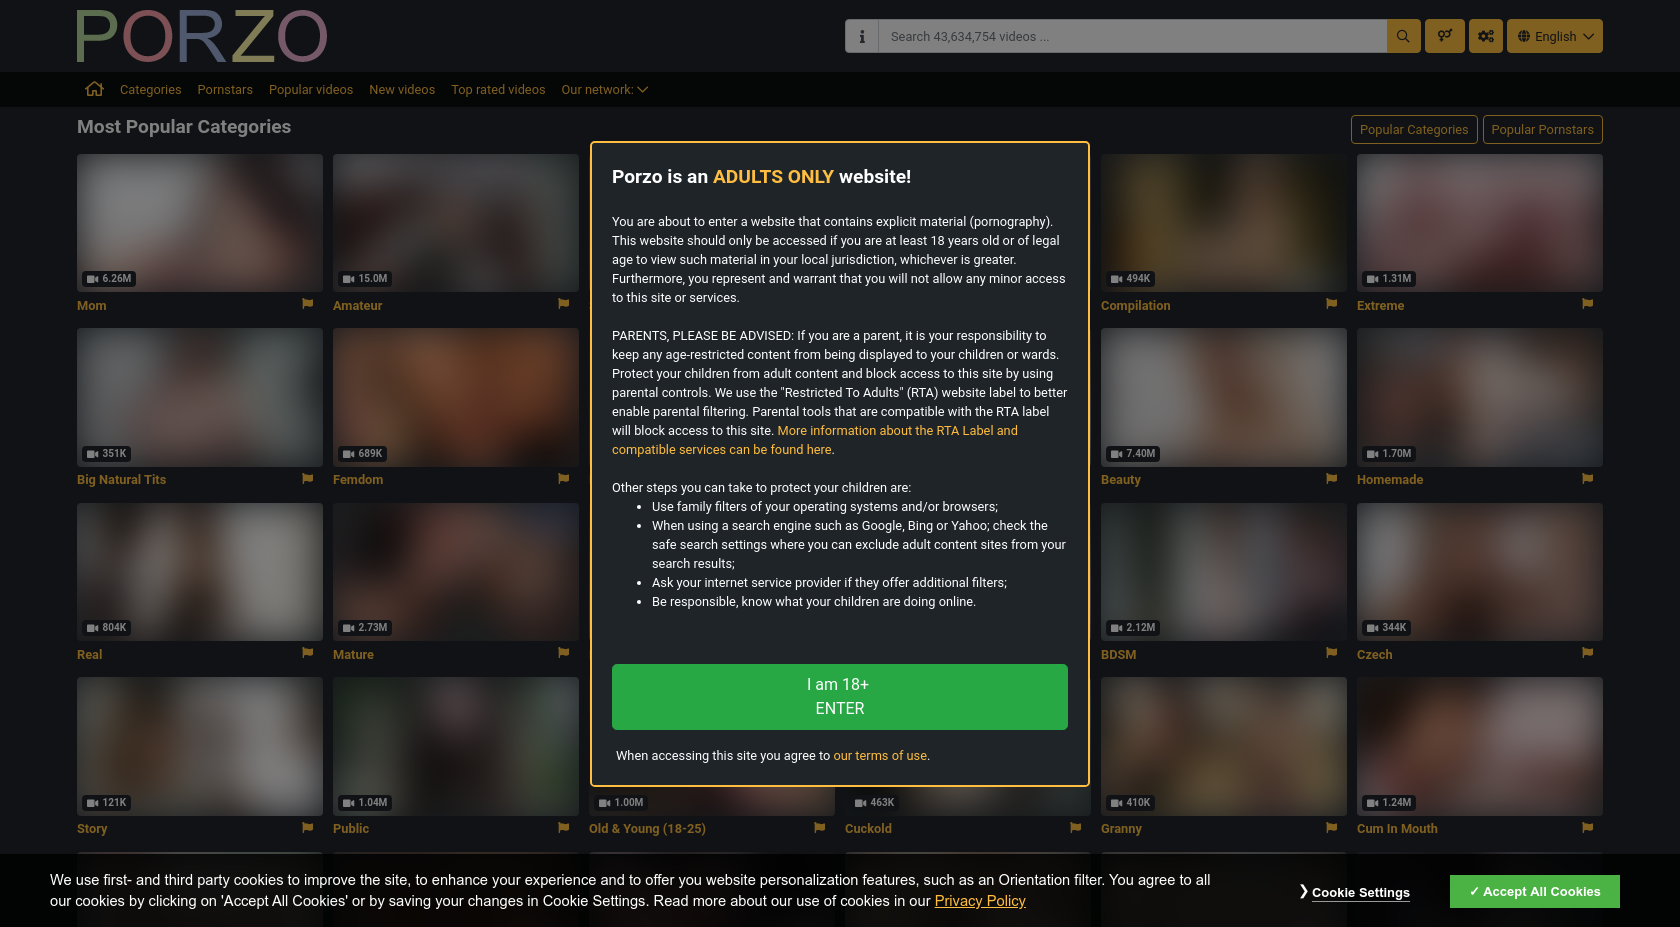 PORZO
Search 43,634,754 videos ...
English
Categories
Pornstars
Popular videos
New videos
Top rated videos
Our network:
Most Popular Categories
Popular Categories
Popular Pornstars
Porzo is an ADULTS ONLY website!
You are about to enter a website that contains explicit material (pornography).
This website should only be accessed if you are at least 18 years old or of legal
age to view such material in your local jurisdiction, whichever is greater.
Furthermore, you represent and warrant that you will not allow any minor access
to this site or services.
PARENTS, PLEASE BE ADVISED: If you are a parent, it is your responsibility to
keep any age-restricted content from being displayed to your children or wards.
Protect your children from adult content and block access to this site by using
parental controls. We use the "Restricted To Adults" (RTA) website label to better
enable parental filtering. Parental tools that are compatible with the RTA label
will block access to this site. More information about the RTA Label and
compatible services can be found here.
Other steps you can take to protect your children are:
• Use family filters of your operating systems and/or browsers;
• When using a search engine such as Google, Bing or Yahoo; check the
safe search settings where you can exclude adult content sites from your
search results;
• Ask your internet service provider if they offer additional filters;
• Be responsible, know what your children are doing online.
I am 18+
ENTER
When accessing this site you agree to our terms of use.
6.26M
Mom
15.0M
Amateur
494K
Compilation
1.31M
Extreme
351K
Big Natural Tits
689K
Femdom
7.40M
Beauty
1.70M
Homemade
804K
Real
2.73M
Mature
2.12M
BDSM
344K
Czech
121K
Story
1.04M
Public
1.00M
Old & Young (18-25)
463K
Cuckold
410K
Granny
1.24M
Cum In Mouth
We use first- and third party cookies to improve the site, to enhance your experience and to offer you website personalization features, such as an Orientation filter. You agree to all
our cookies by clicking on 'Accept All Cookies' or by saving your changes in Cookie Settings. Read more about our use of cookies in our Privacy Policy
❯ Cookie Settings
✓ Accept All Cookies